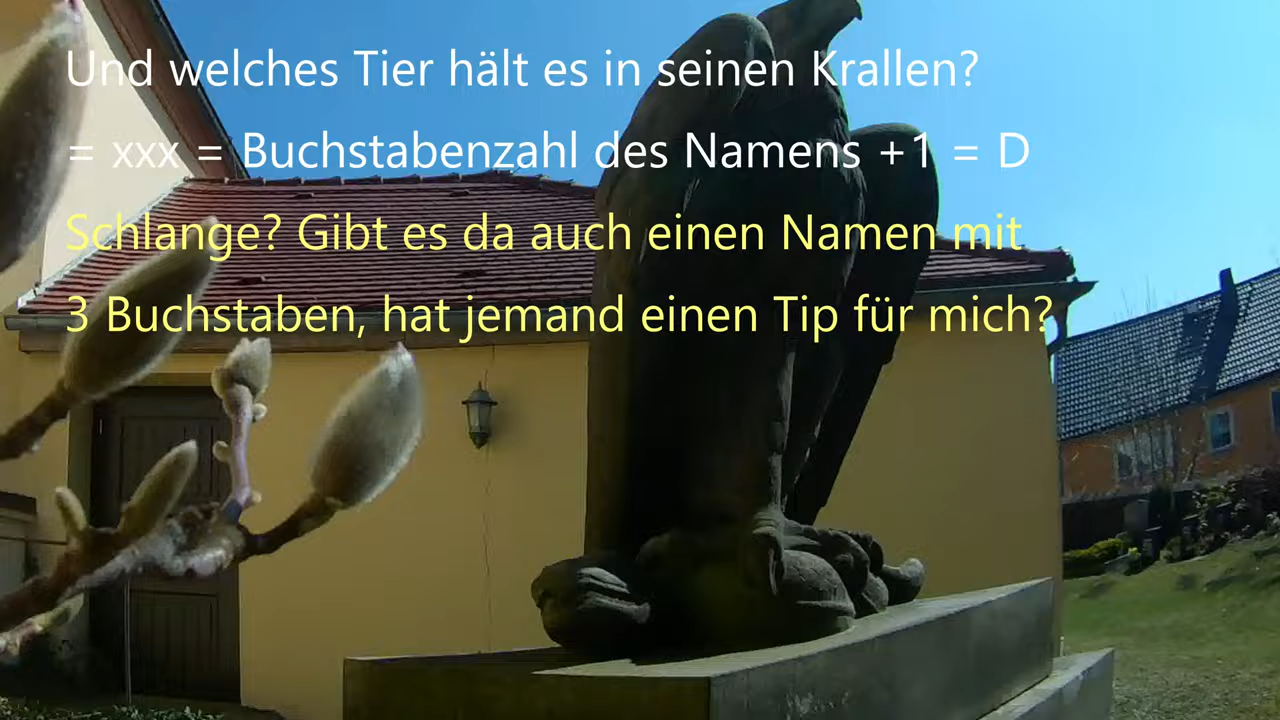 Und welches Tier hält es in seinen Krallen?
= xxx = Buchstabenzahl des Namens +1 = D
Schlange? Gibt es da auch einen Namen mit
3 Buchstaben, hat jemand einen Tip für mich?